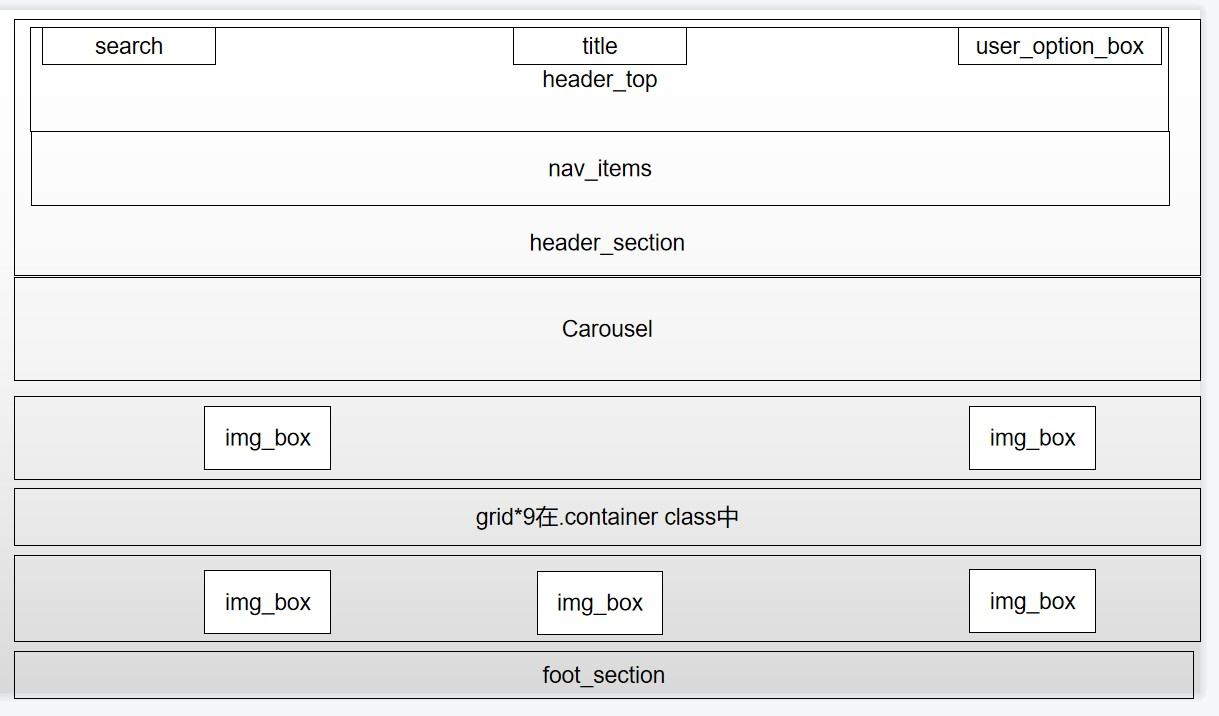 search
title
user_option_box
header_top
nav_items
header_section
Carousel
img_box
img_box
grid*9在.container class中
img_box
img_box
img_box
foot_section